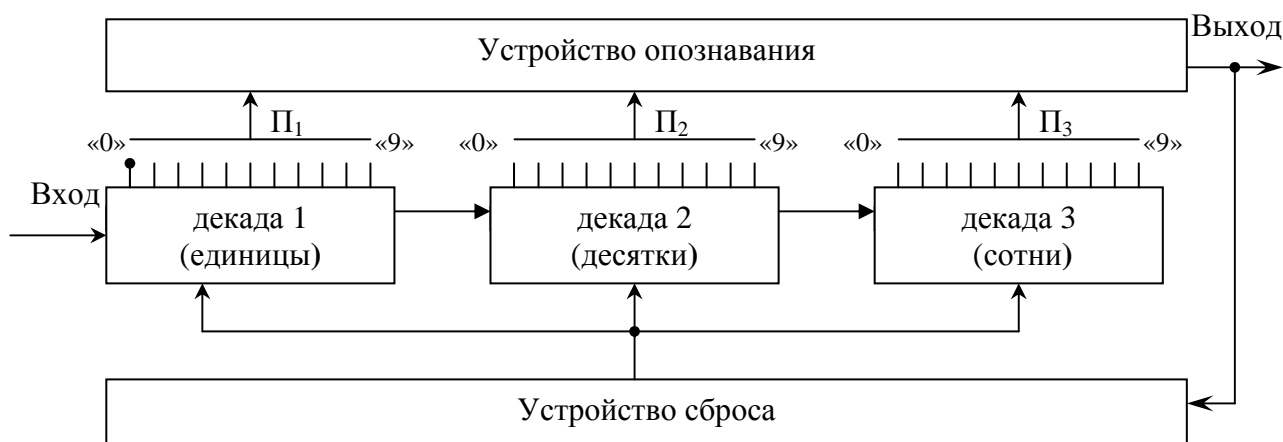 Выход
Устройство опознавания
П1
П2
П3
«0» «9» «0» «9» «0» «9»
Вход
декада 1
(единицы)
декада 2
(десятки)
декада 3
(сотни)
Устройство сброса